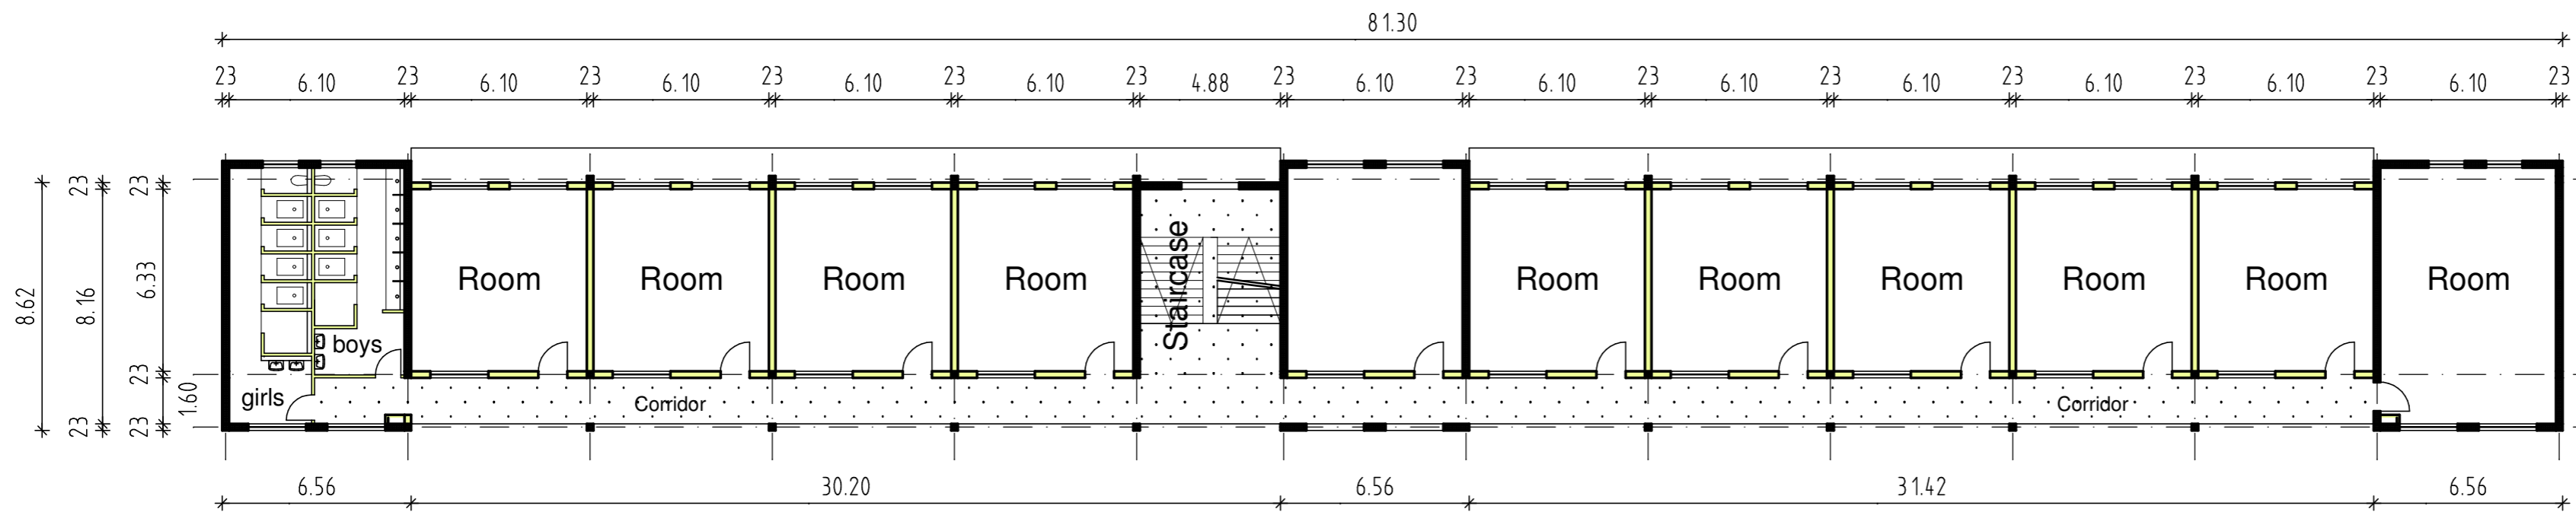 81.30
23 6.10 23 6.10 23 6.10 23 6.10 23 6.10 23 4.88 23 6.10 23 6.10 23 6.10 23 6.10 23 6.10 23 6.10 23 6.10 23
8.62
23 8.16 23
23 6.33 23 1.60 23
Room Room Room Room Staircase Room Room Room Room Room Room
boys
girls
Corridor Corridor
6.56 30.20 6.56 31.42 6.56